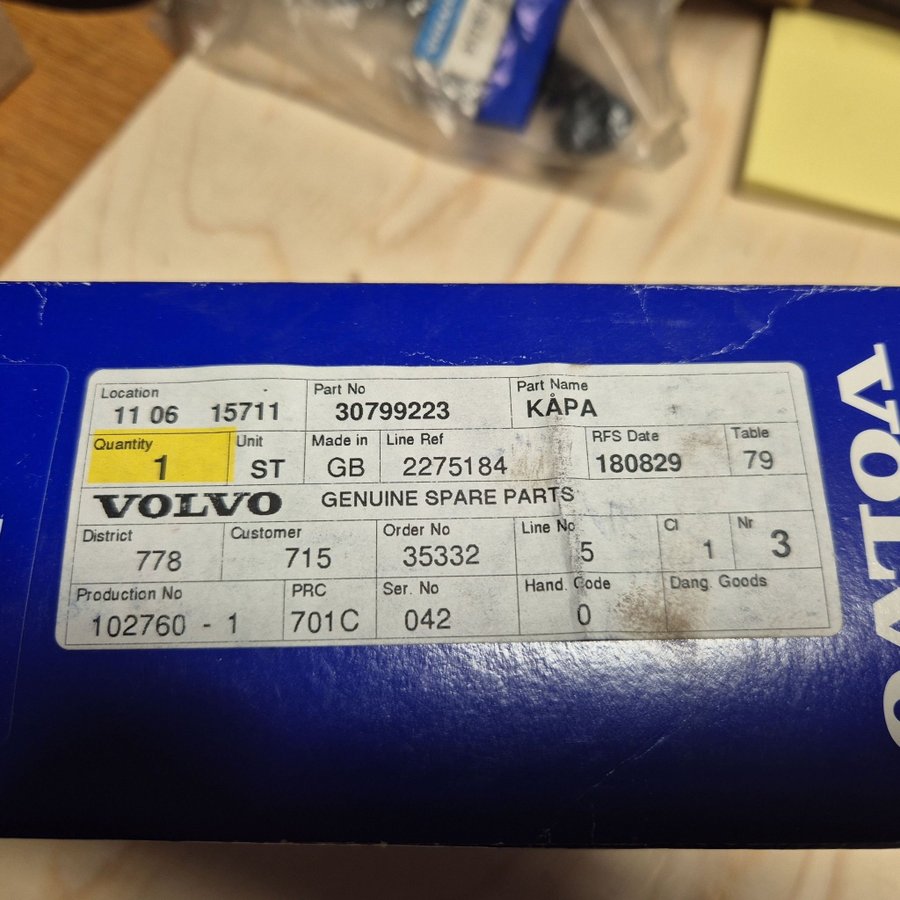 Location Part No Part Name
11 06 15711 30799223 KÅPA
Quantity Unit Made in Line Ref RFS Date Table
1 ST GB 2275184 180829 79
VOLVO GENUINE SPARE PARTS
District Customer Order No Line No Cl Nr
778 715 35332 5 1 3
Production No PRC Ser. No Hand. Code Dang. Goods
102760 - 1 701C 042 0
VOLVO